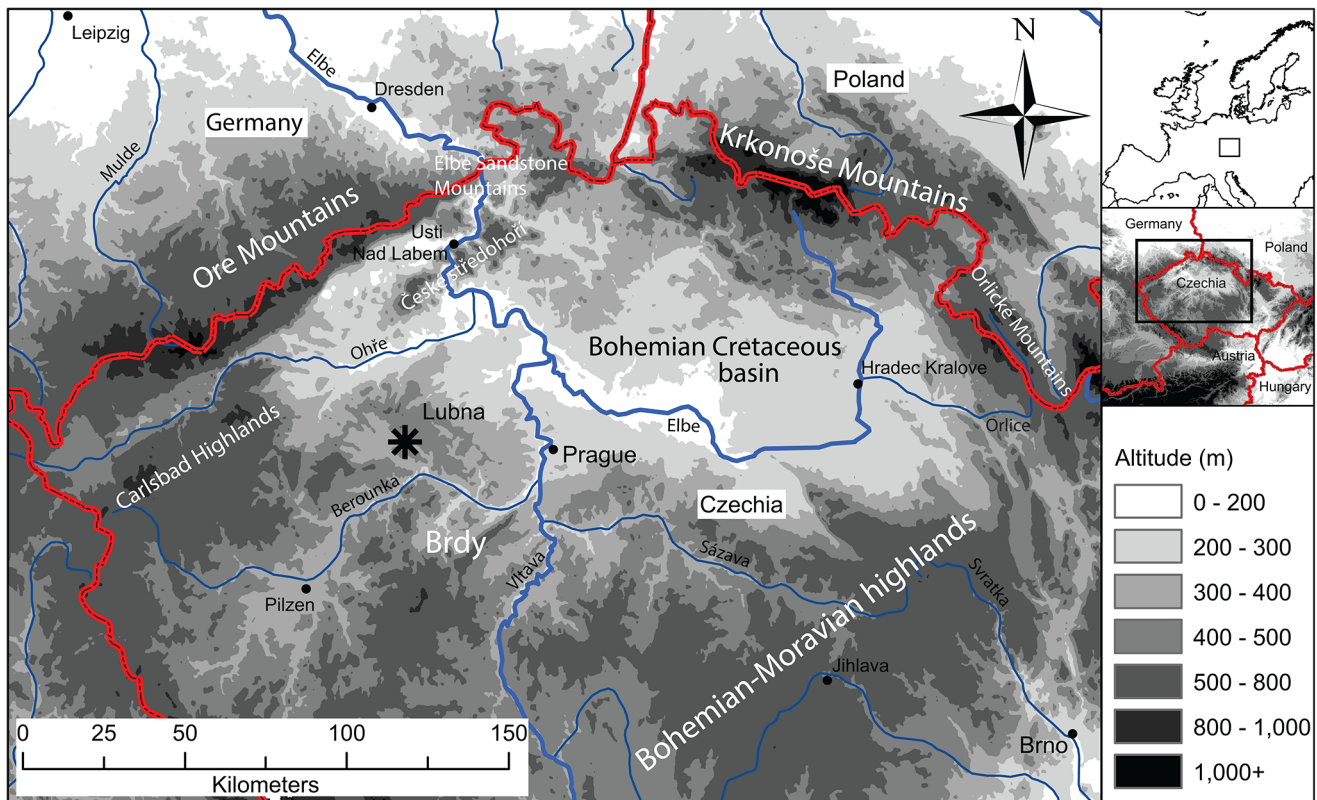 Leipzig
Elbe
Dresden
Germany
Mulde
Poland
N
Elbe Sandstone
Mountains
Krkonoše Mountains
Ore Mountains
Usti
Nad Labem
České středohoří
Orlické Mountains
Ohře
Bohemian Cretaceous
basin
Hradec Kralove
Lubna
Elbe
Orlice
Carlsbad Highlands
Prague
Berounka
Czechia
Brdy
Vltava
Sázava
Svratka
Pilzen
Bohemian-Moravian highlands
Jihlava
Brno
0 25 50 100 150
Kilometers
Germany
Poland
Czechia
Austria
Hungary
Altitude (m)
0 - 200
200 - 300
300 - 400
400 - 500
500 - 800
800 - 1,000
1,000+